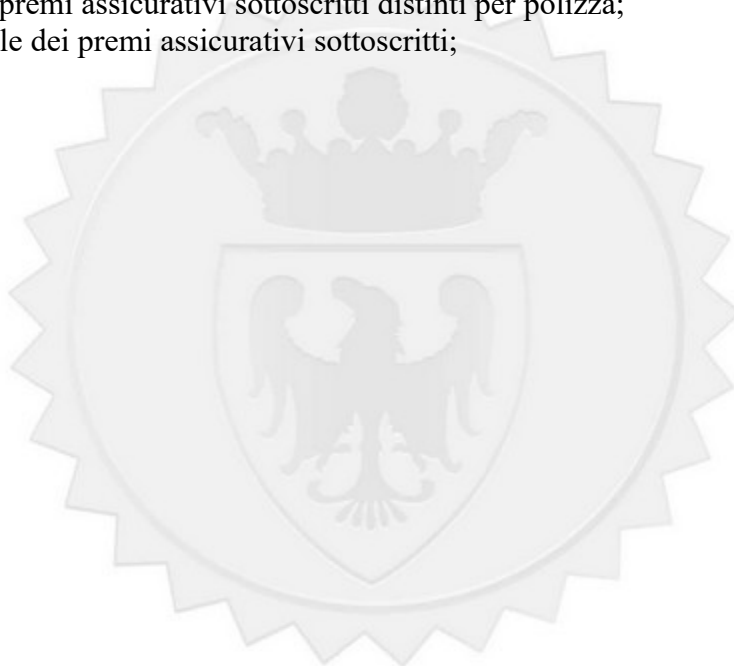 premi assicurativi sottoscritti distinti per polizza;
le dei premi assicurativi sottoscritti;